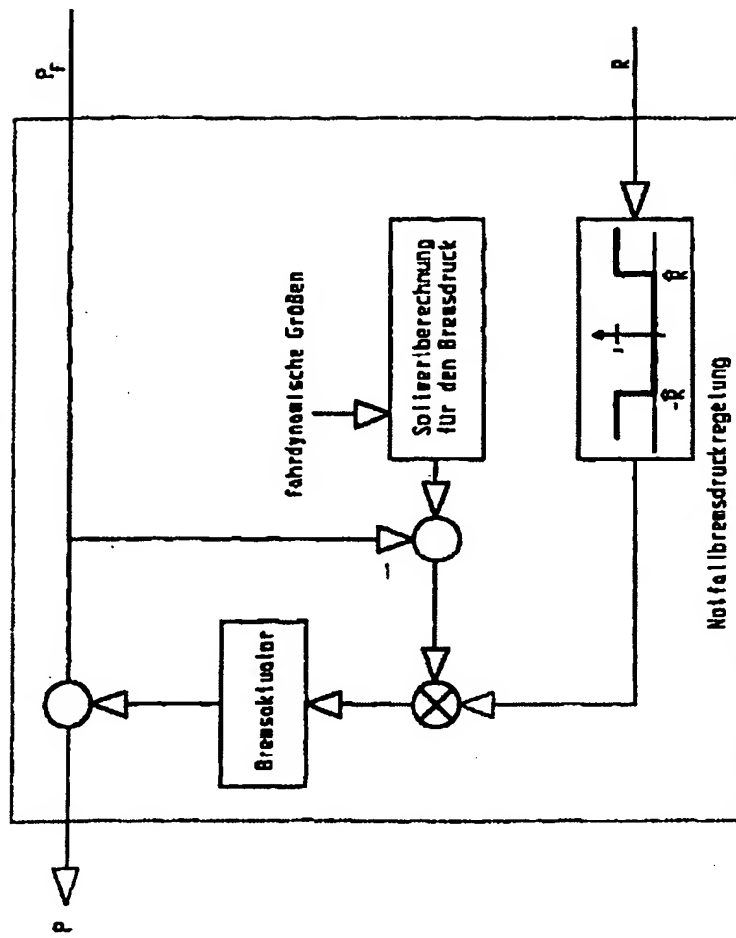 P_F
R
fahrdynamische Größen
Sollwertberechnung
für den Bremsdruck
-
1
-R̂
R̂
Bremsaktuator
Notfallbremsdruckregelung
P